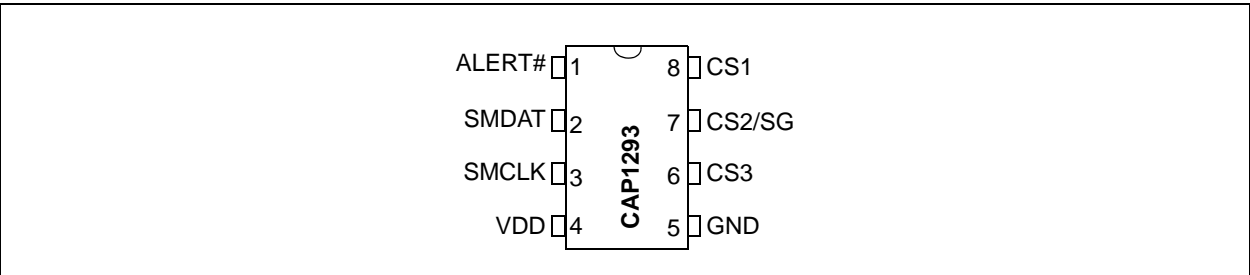 ALERT# 1 8 CS1
SMDAT 2 7 CS2/SG
SMCLK 3 6 CS3
VDD 4 5 GND
CAP1293